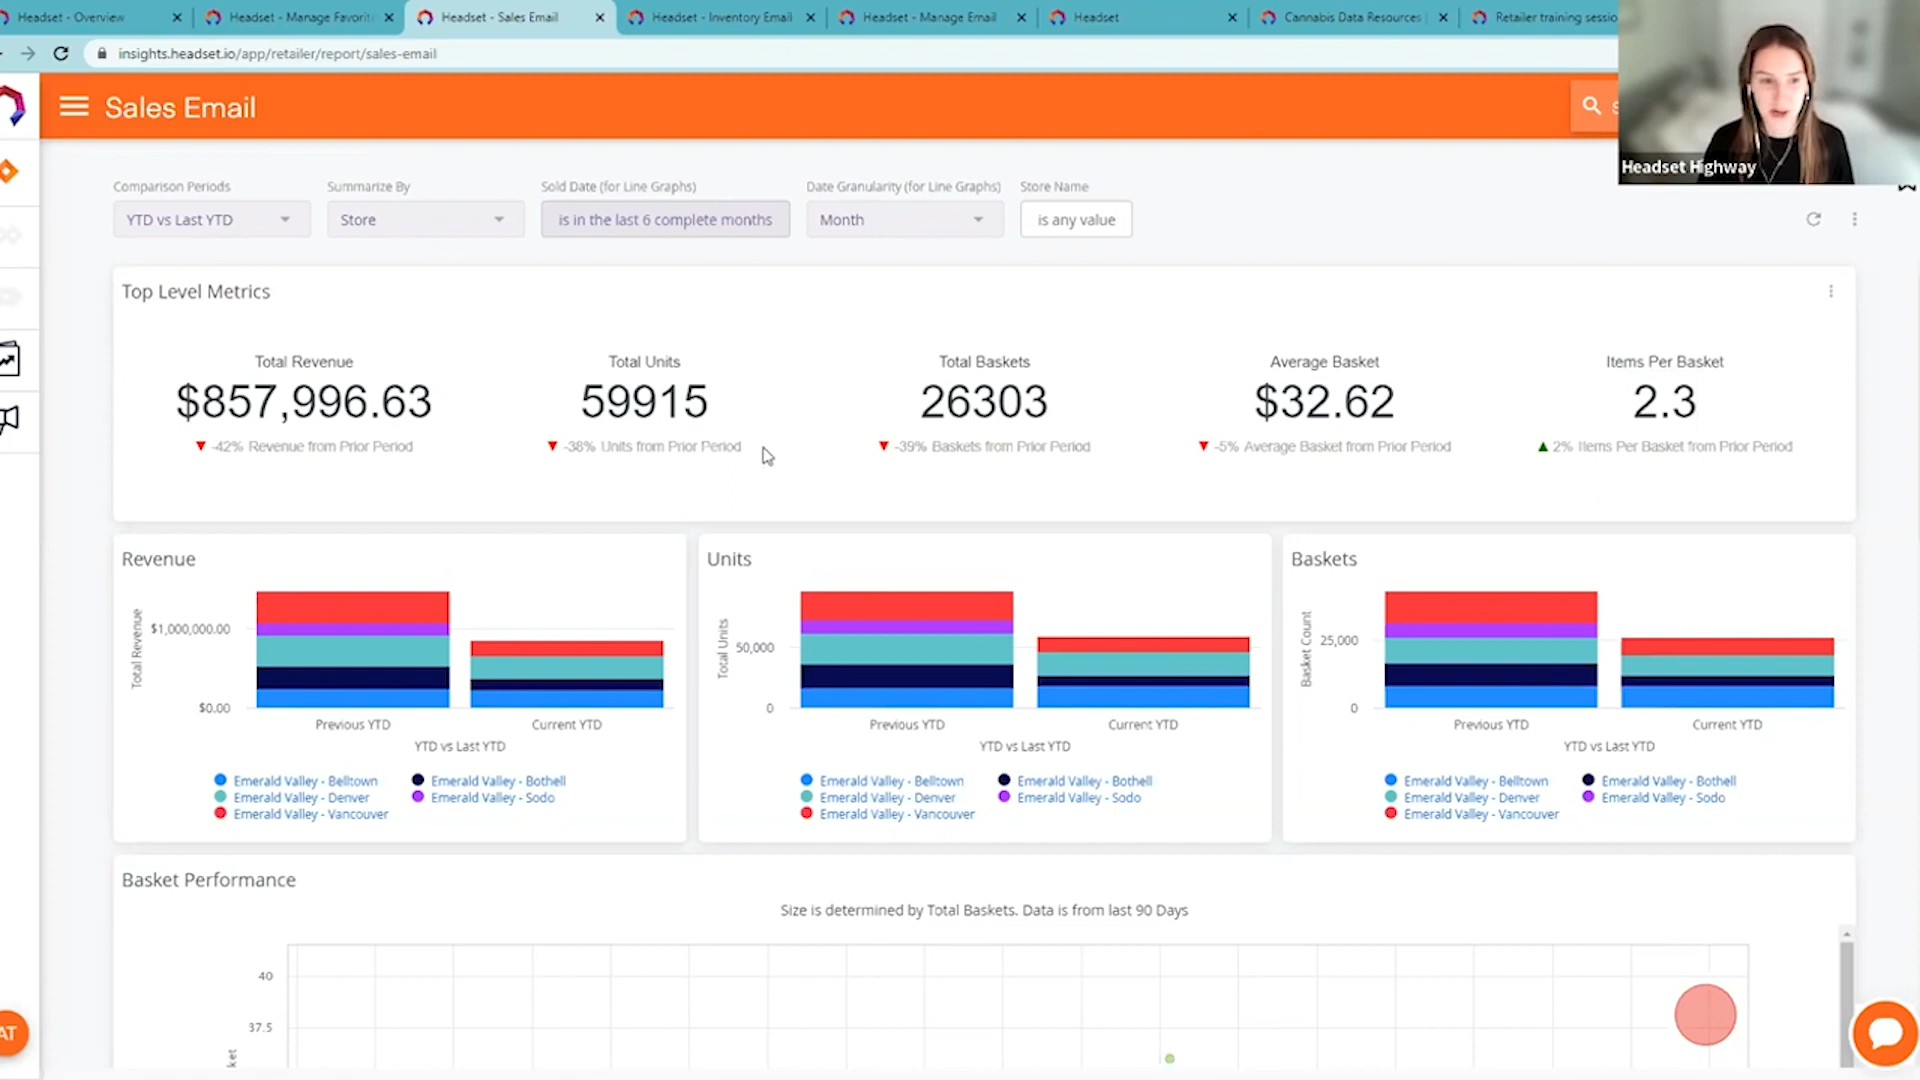 Headset - Overview
Headset - Manage Favorit
Headset - Sales Email
Headset - Inventory Email
Headset - Manage Email
Headset
Cannabis Data Resources
Retailer training sessio
insights.headset.io/app/retailer/report/sales-email
Sales Email
Headset Highway
Comparison Periods
Summarize By
Sold Date (for Line Graphs)
Date Granularity (for Line Graphs)
Store Name
YTD vs Last YTD
Store
is in the last 6 complete months
Month
is any value
Top Level Metrics
Total Revenue
$857,996.63
-42% Revenue from Prior Period
Total Units
59915
-38% Units from Prior Period
Total Baskets
26303
-39% Baskets from Prior Period
Average Basket
$32.62
-5% Average Basket from Prior Period
Items Per Basket
2.3
2% Items Per Basket from Prior Period
Revenue
Total Revenue
$1,000,000.00
$0.00
Previous YTD
Current YTD
YTD vs Last YTD
Emerald Valley - Belltown
Emerald Valley - Bothell
Emerald Valley - Denver
Emerald Valley - Sodo
Emerald Valley - Vancouver
Units
Total Units
50,000
0
Previous YTD
Current YTD
YTD vs Last YTD
Emerald Valley - Belltown
Emerald Valley - Bothell
Emerald Valley - Denver
Emerald Valley - Sodo
Emerald Valley - Vancouver
Baskets
Basket Count
25,000
0
Previous YTD
Current YTD
YTD vs Last YTD
Emerald Valley - Belltown
Emerald Valley - Bothell
Emerald Valley - Denver
Emerald Valley - Sodo
Emerald Valley - Vancouver
Basket Performance
Size is determined by Total Baskets. Data is from last 90 Days
40
37.5
ket
AT